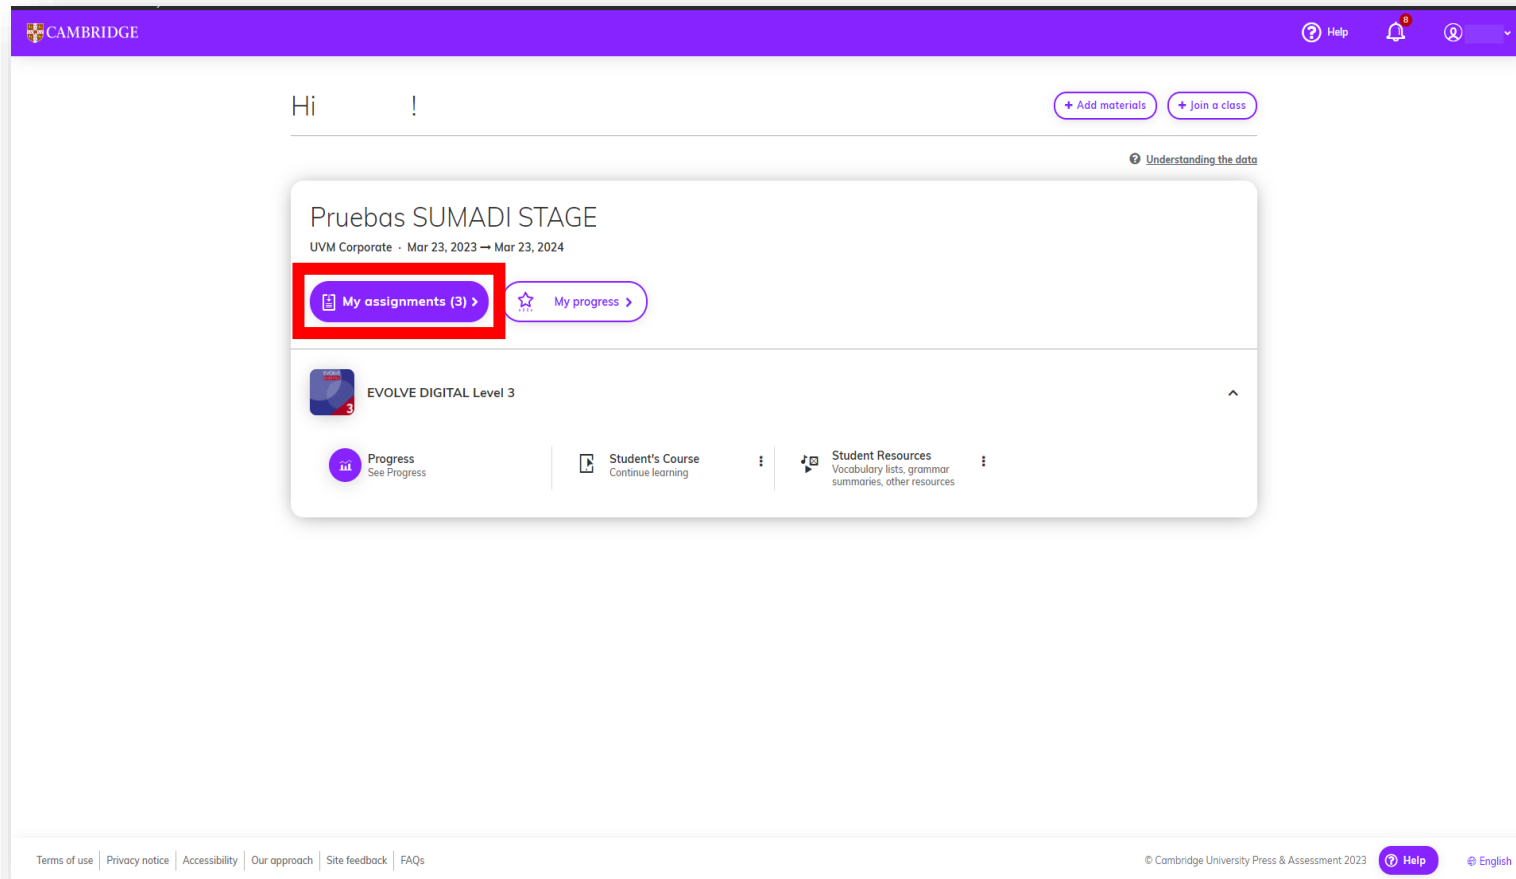 CAMBRIDGE
Help
8
Hi !
+ Add materials
+ Join a class
Understanding the data
Pruebas SUMADI STAGE
UVM Corporate · Mar 23, 2023 → Mar 23, 2024
My assignments (3) >
My progress >
EVOLVE DIGITAL
3
EVOLVE DIGITAL Level 3
Progress
See Progress
Student's Course
Continue learning
Student Resources
Vocabulary lists, grammar
summaries, other resources
Terms of use | Privacy notice | Accessibility | Our approach | Site feedback | FAQs
© Cambridge University Press & Assessment 2023
Help
English